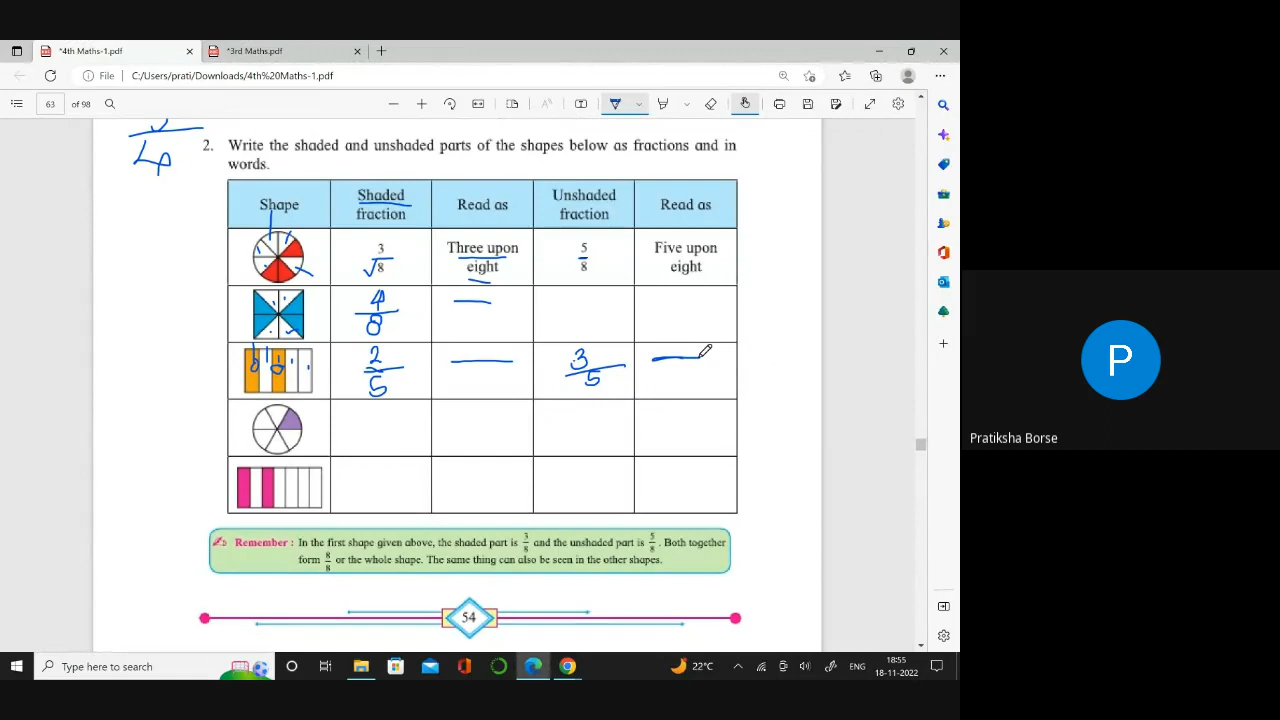 *4th Maths-1.pdf
*3rd Maths.pdf
File
C:/Users/prati/Downloads/4th%20Maths-1.pdf
63 of 98
4
2. Write the shaded and unshaded parts of the shapes below as fractions and in
words.
Shape
Shaded
fraction
Read as
Unshaded
fraction
Read as
3
8
Three upon
eight
5
8
Five upon
eight
4
8
2
5
3
5
Remember : In the first shape given above, the shaded part is 3/8 and the unshaded part is 5/8. Both together
form 8/8 or the whole shape. The same thing can also be seen in the other shapes.
54
P
Pratiksha Borse
Type here to search
22°C
ENG
18:55
18-11-2022